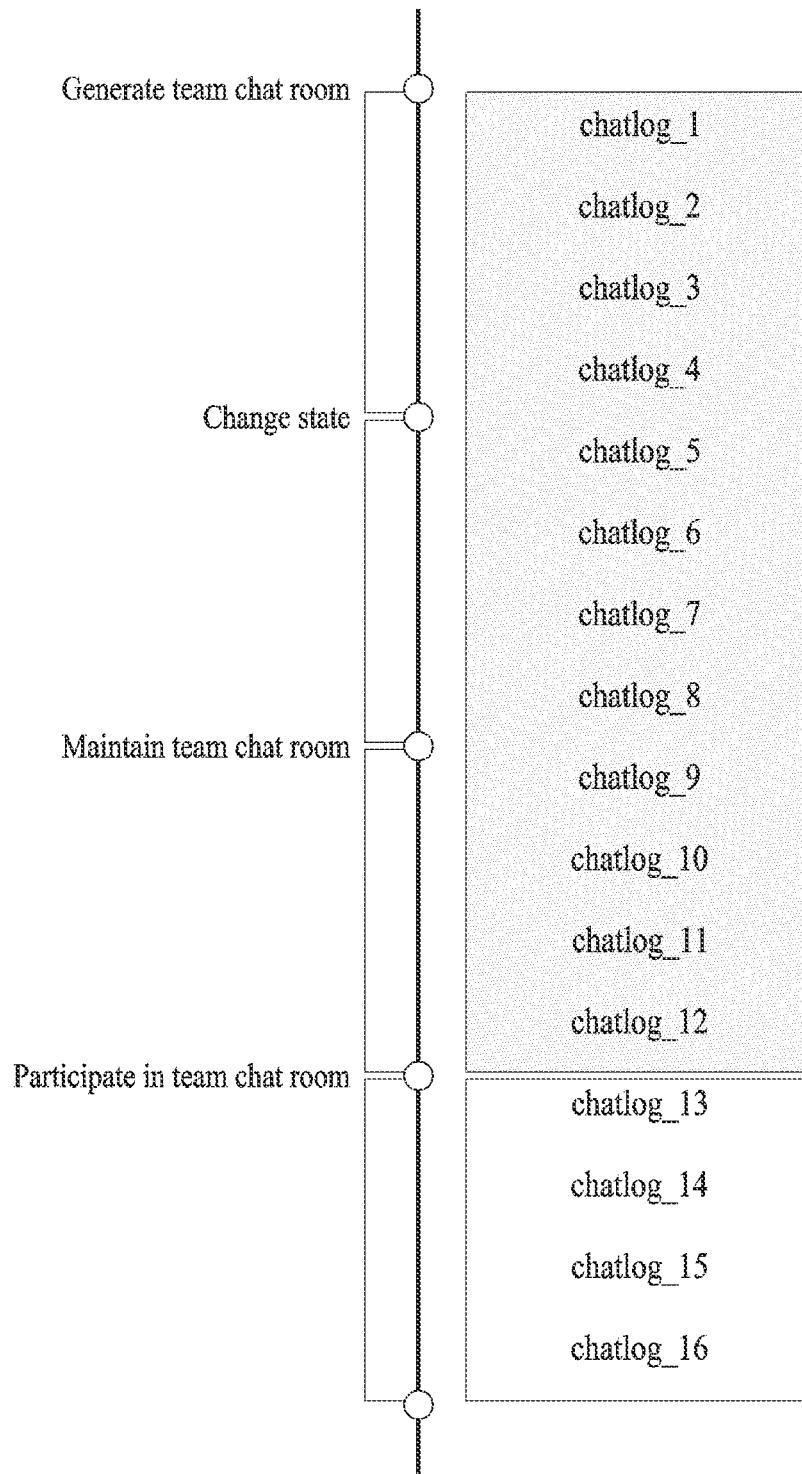 Generate team chat room
chatlog_1
chatlog_2
chatlog_3
chatlog_4
Change state
chatlog_5
chatlog_6
chatlog_7
chatlog_8
Maintain team chat room
chatlog_9
chatlog_10
chatlog_11
chatlog_12
Participate in team chat room
chatlog_13
chatlog_14
chatlog_15
chatlog_16